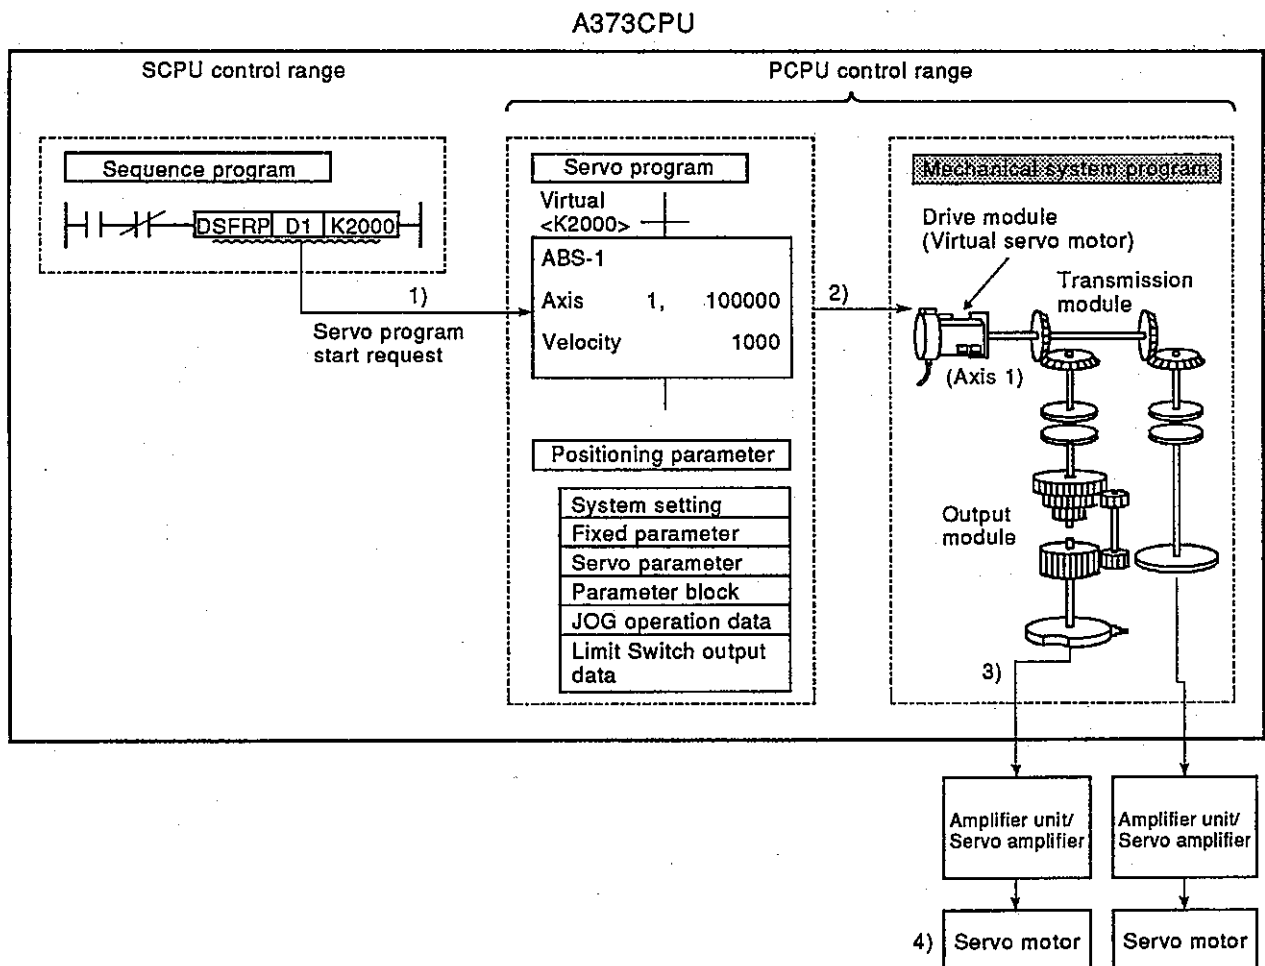 A373CPU
SCPU control range
PCPU control range
Sequence program
DSFRP D1 K2000
1)
Servo program
start request
Servo program
Virtual
<K2000>
ABS-1
Axis 1, 100000
Velocity 1000
2)
Positioning parameter
System setting
Fixed parameter
Servo parameter
Parameter block
JOG operation data
Limit Switch output
data
Mechanical system program
Drive module
(Virtual servo motor)
Transmission
module
(Axis 1)
Output
module
3)
Amplifier unit/
Servo amplifier
Amplifier unit/
Servo amplifier
4)
Servo motor
Servo motor